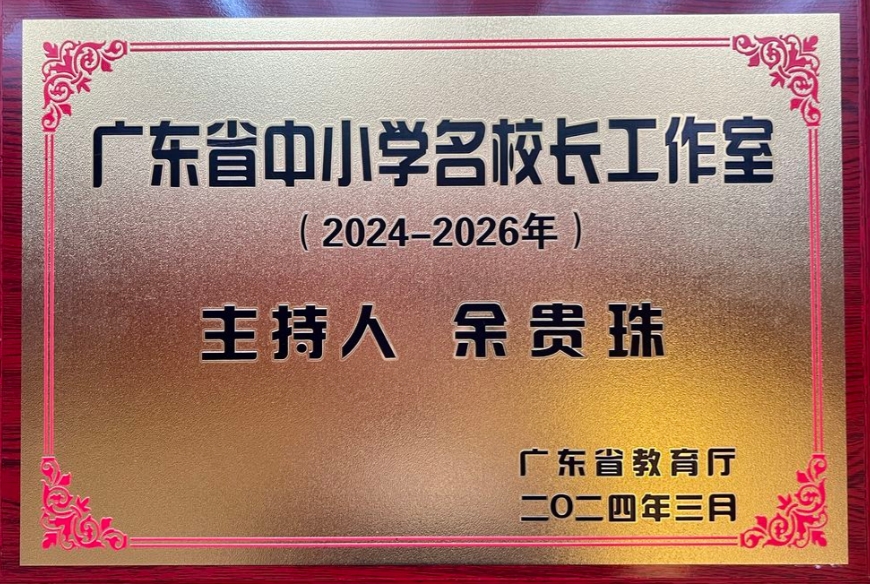 广东省中小学名校长工作室
（2024-2026年）
主持人 余贵珠
广东省教育厅
二〇二四年三月